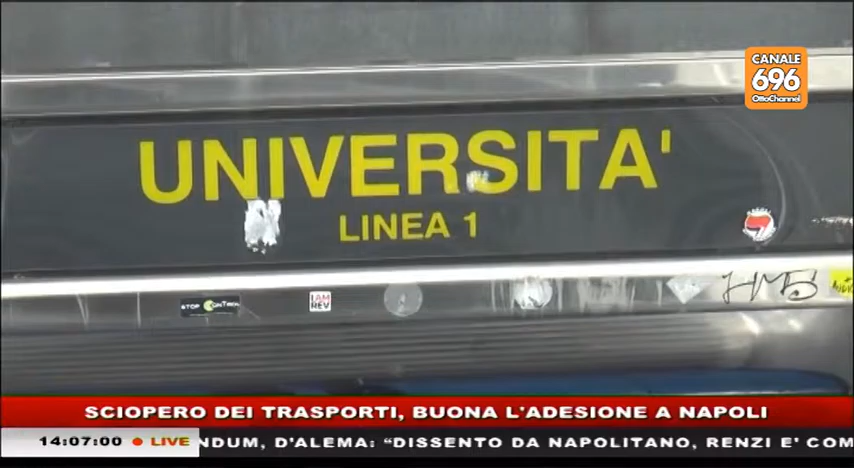 CANALE
696
OttoChannel
UNIVERSITA'
LINEA 1
STOP CONTROL
I AM
REV
SCIOPERO DEI TRASPORTI, BUONA L'ADESIONE A NAPOLI
14:07:00 ● LIVE NDUM, D'ALEMA: “DISSENTO DA NAPOLITANO, RENZI E' COM